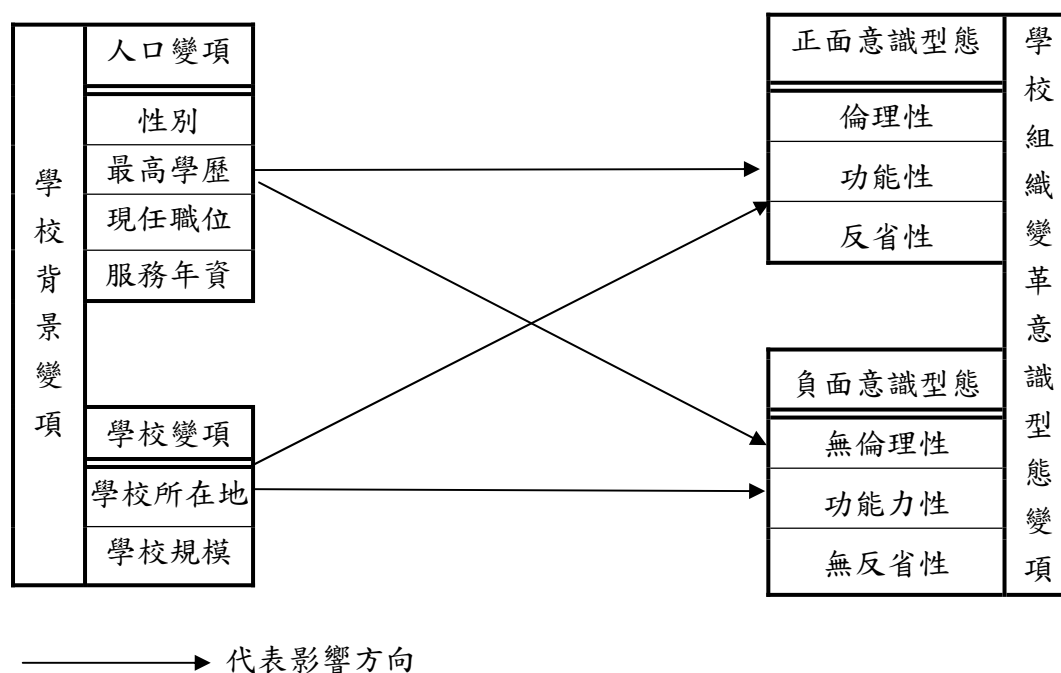 學校背景變項
人口變項
性別
最高學歷
現任職位
服務年資
學校變項
學校所在地
學校規模
正面意識型態
倫理性
功能性
反省性
負面意識型態
無倫理性
功能力性
無反省性
學校組織變革意識型態變項
代表影響方向